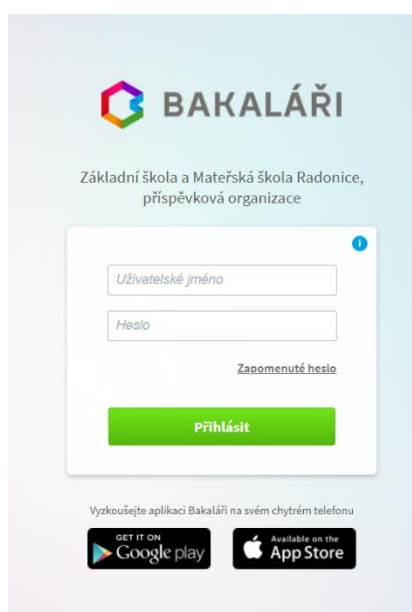 BAKALÁŘI
Základní škola a Mateřská škola Radonice,
příspěvková organizace
i
Uživatelské jméno
Heslo
Zapomenuté heslo
Přihlásit
Vyzkoušejte aplikaci Bakaláři na svém chytrém telefonu
GET IT ON
Google play
Available on the
App Store